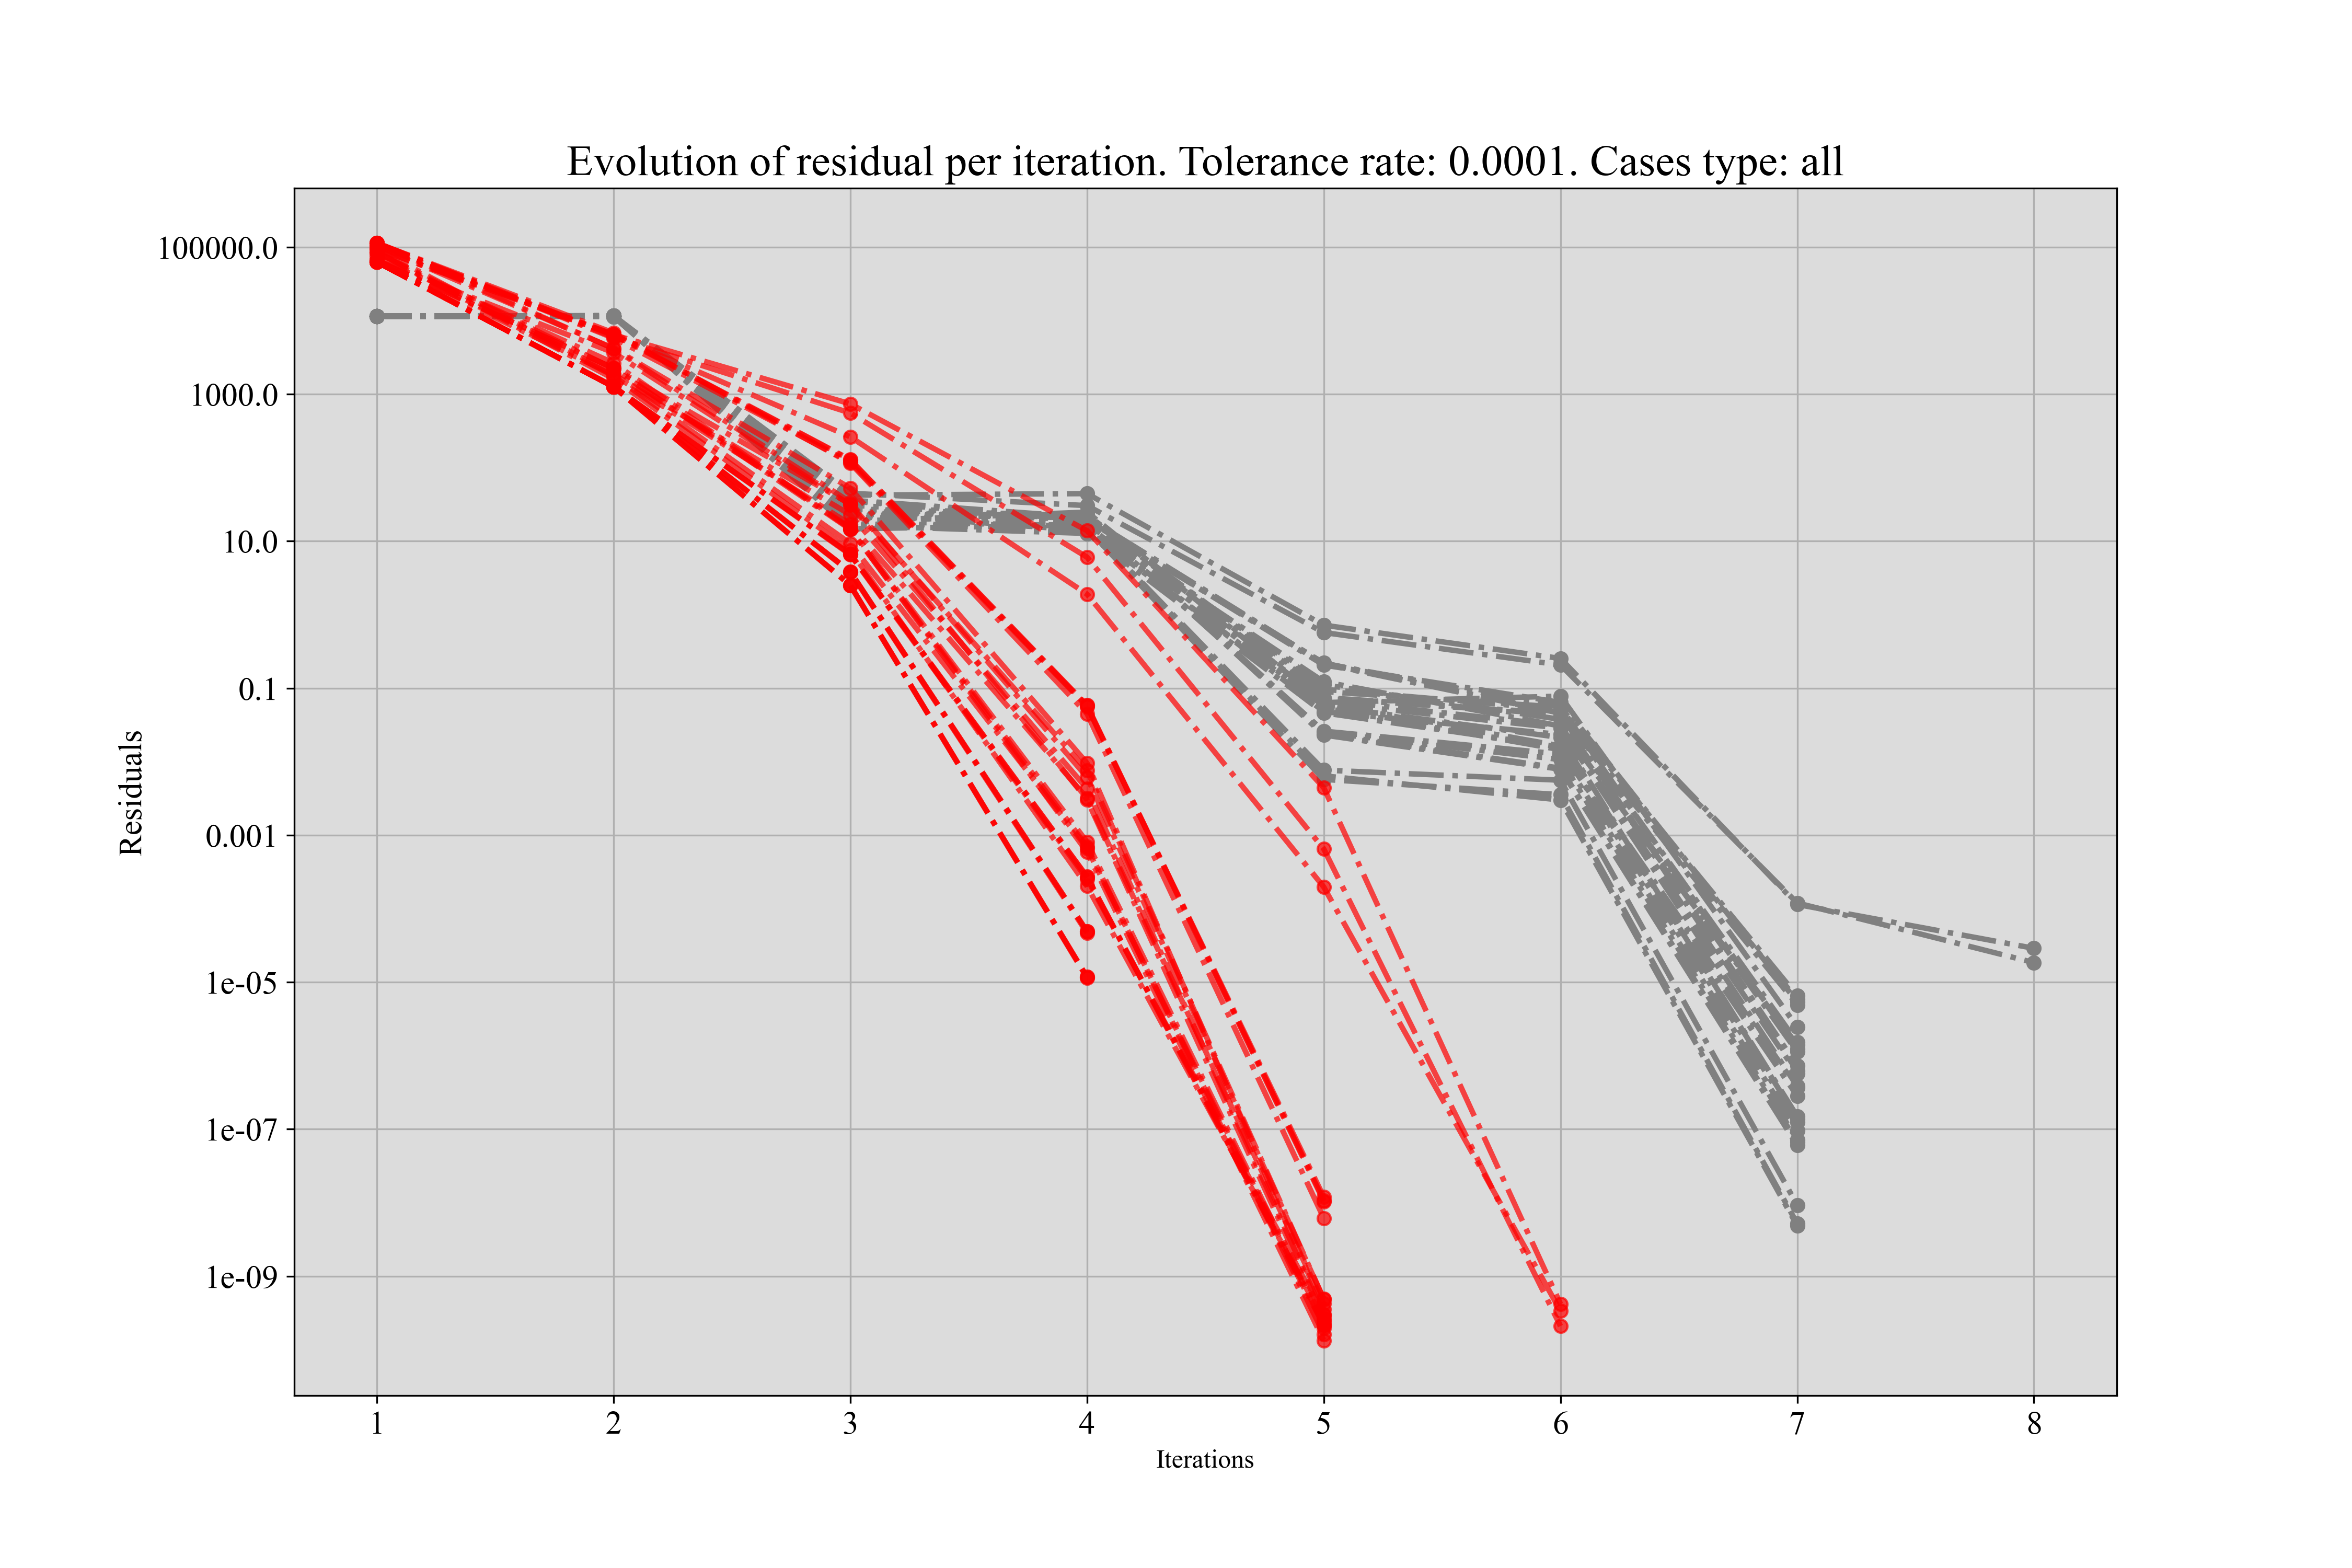 Evolution of residual per iteration. Tolerance rate: 0.0001. Cases type: all
100000.0
1000.0
10.0
0.1
0.001
1e-05
1e-07
1e-09
Residuals
1 2 3 4 5 6 7 8
Iterations